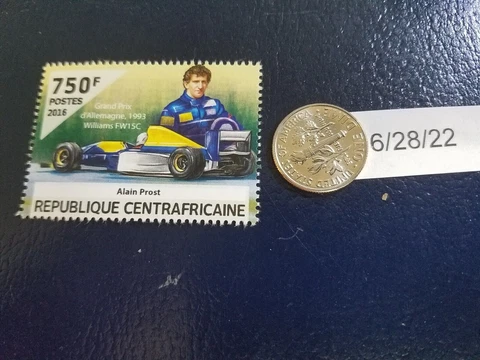 750F
POSTES
2016
Grand Prix
d'Allemagne, 1993
Williams FW15C
Alain Prost
REPUBLIQUE CENTRAFRICAINE
6/28/22